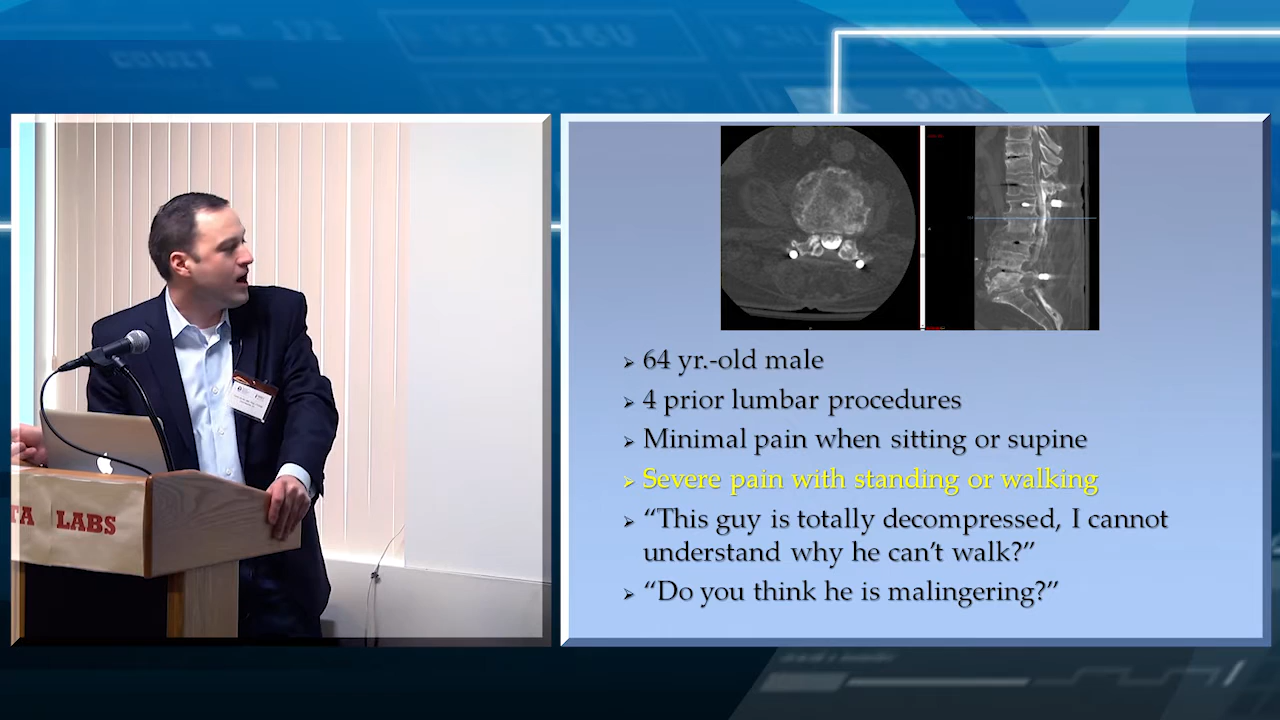 64 yr.-old male
4 prior lumbar procedures
Minimal pain when sitting or supine
Severe pain with standing or walking
“This guy is totally decompressed, I cannot
understand why he can’t walk?”
“Do you think he is malingering?”
TA LABS